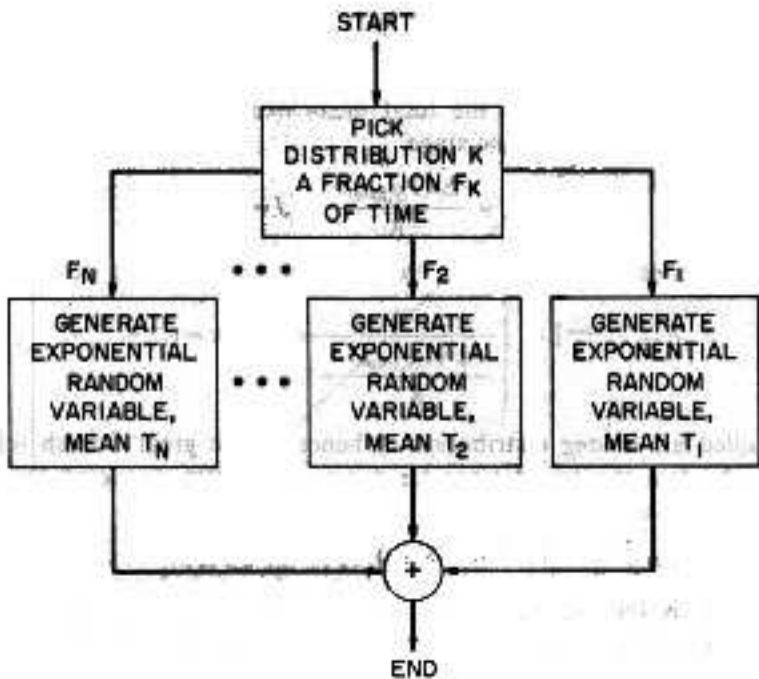 START
PICK
DISTRIBUTION K
A FRACTION FK
OF TIME
FN
F2
F1
GENERATE
EXPONENTIAL
RANDOM
VARIABLE,
MEAN TN
GENERATE
EXPONENTIAL
RANDOM
VARIABLE,
MEAN T2
GENERATE
EXPONENTIAL
RANDOM
VARIABLE,
MEAN T1
+
END